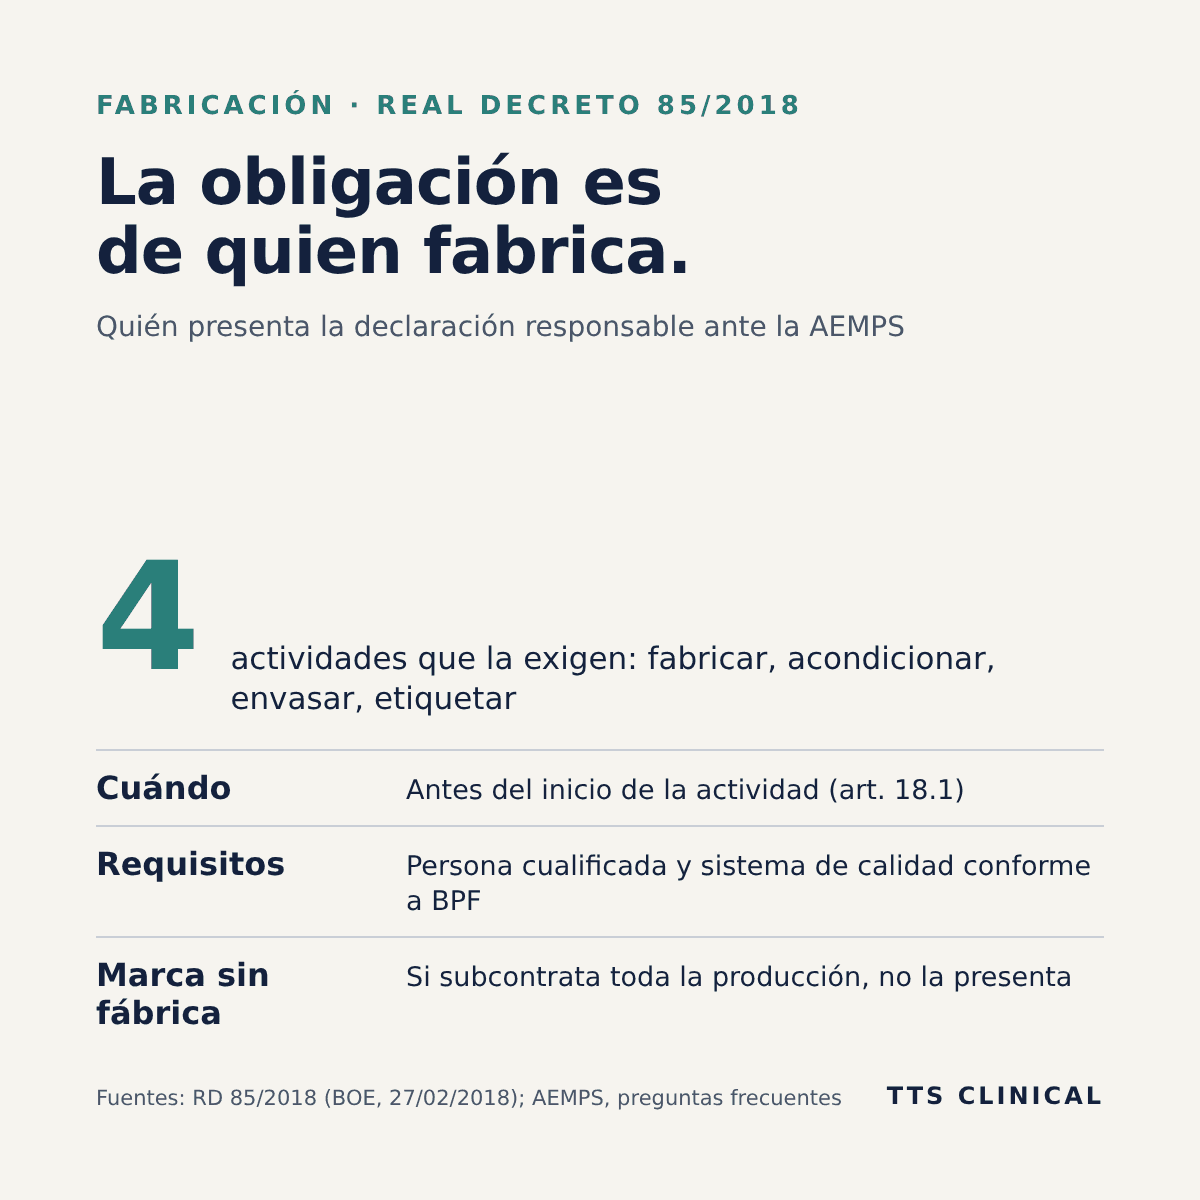 FABRICACIÓN · REAL DECRETO 85/2018
La obligación es
de quien fabrica.
Quién presenta la declaración responsable ante la AEMPS
4
actividades que la exigen: fabricar, acondicionar,
envasar, etiquetar
Cuándo
Antes del inicio de la actividad (art. 18.1)
Requisitos
Persona cualificada y sistema de calidad conforme
a BPF
Marca sin
fábrica
Si subcontrata toda la producción, no la presenta
Fuentes: RD 85/2018 (BOE, 27/02/2018); AEMPS, preguntas frecuentes
TTS CLINICAL